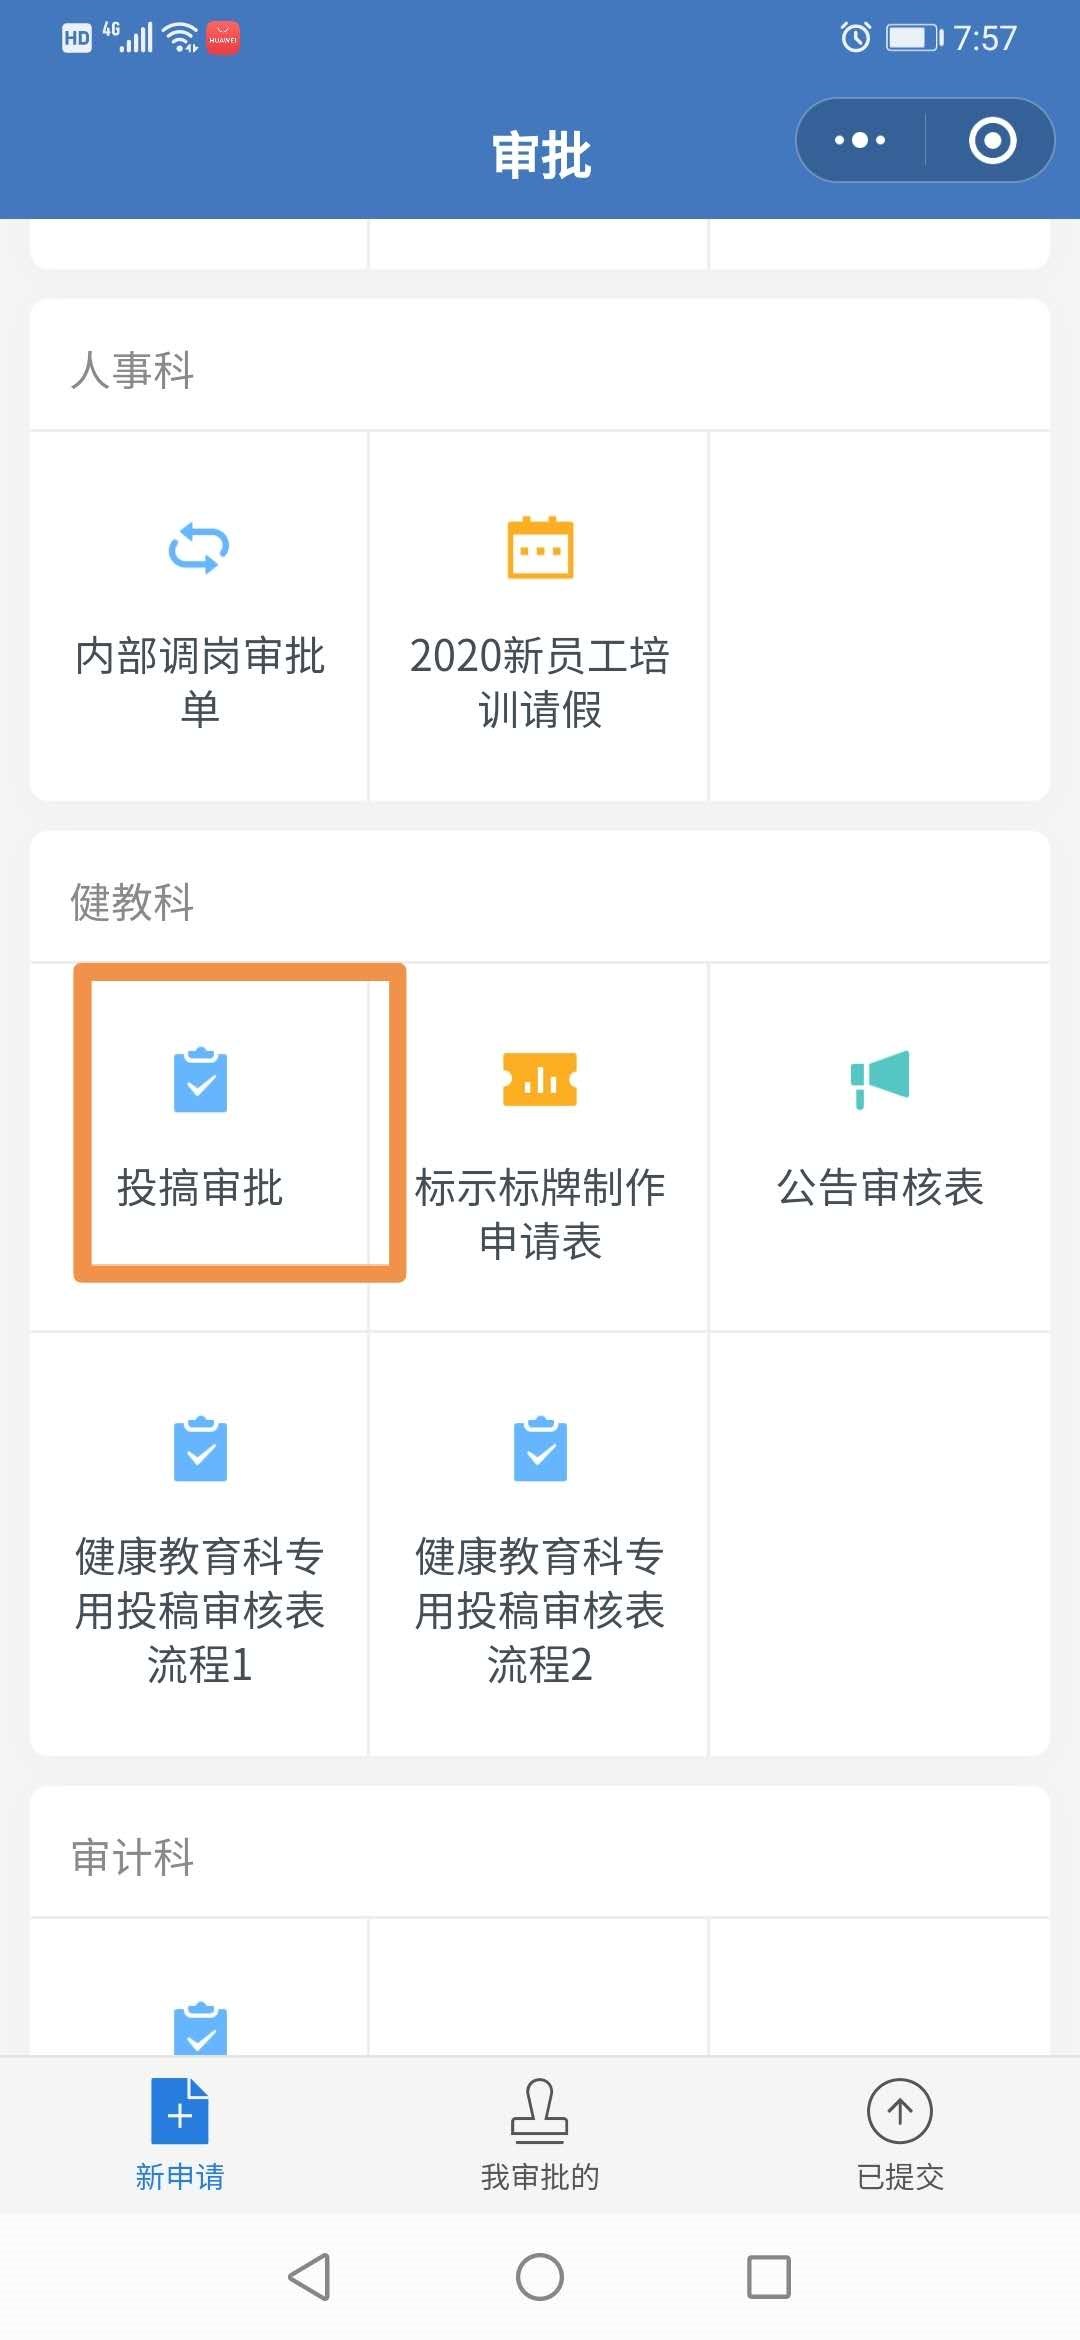 HD 4G HUAWEI 7:57
审批
人事科
内部调岗审批
单
2020新员工培
训请假
健教科
投搞审批
标示标牌制作
申请表
公告审核表
健康教育科专
用投稿审核表
流程1
健康教育科专
用投稿审核表
流程2
审计科
新申请
我审批的
已提交